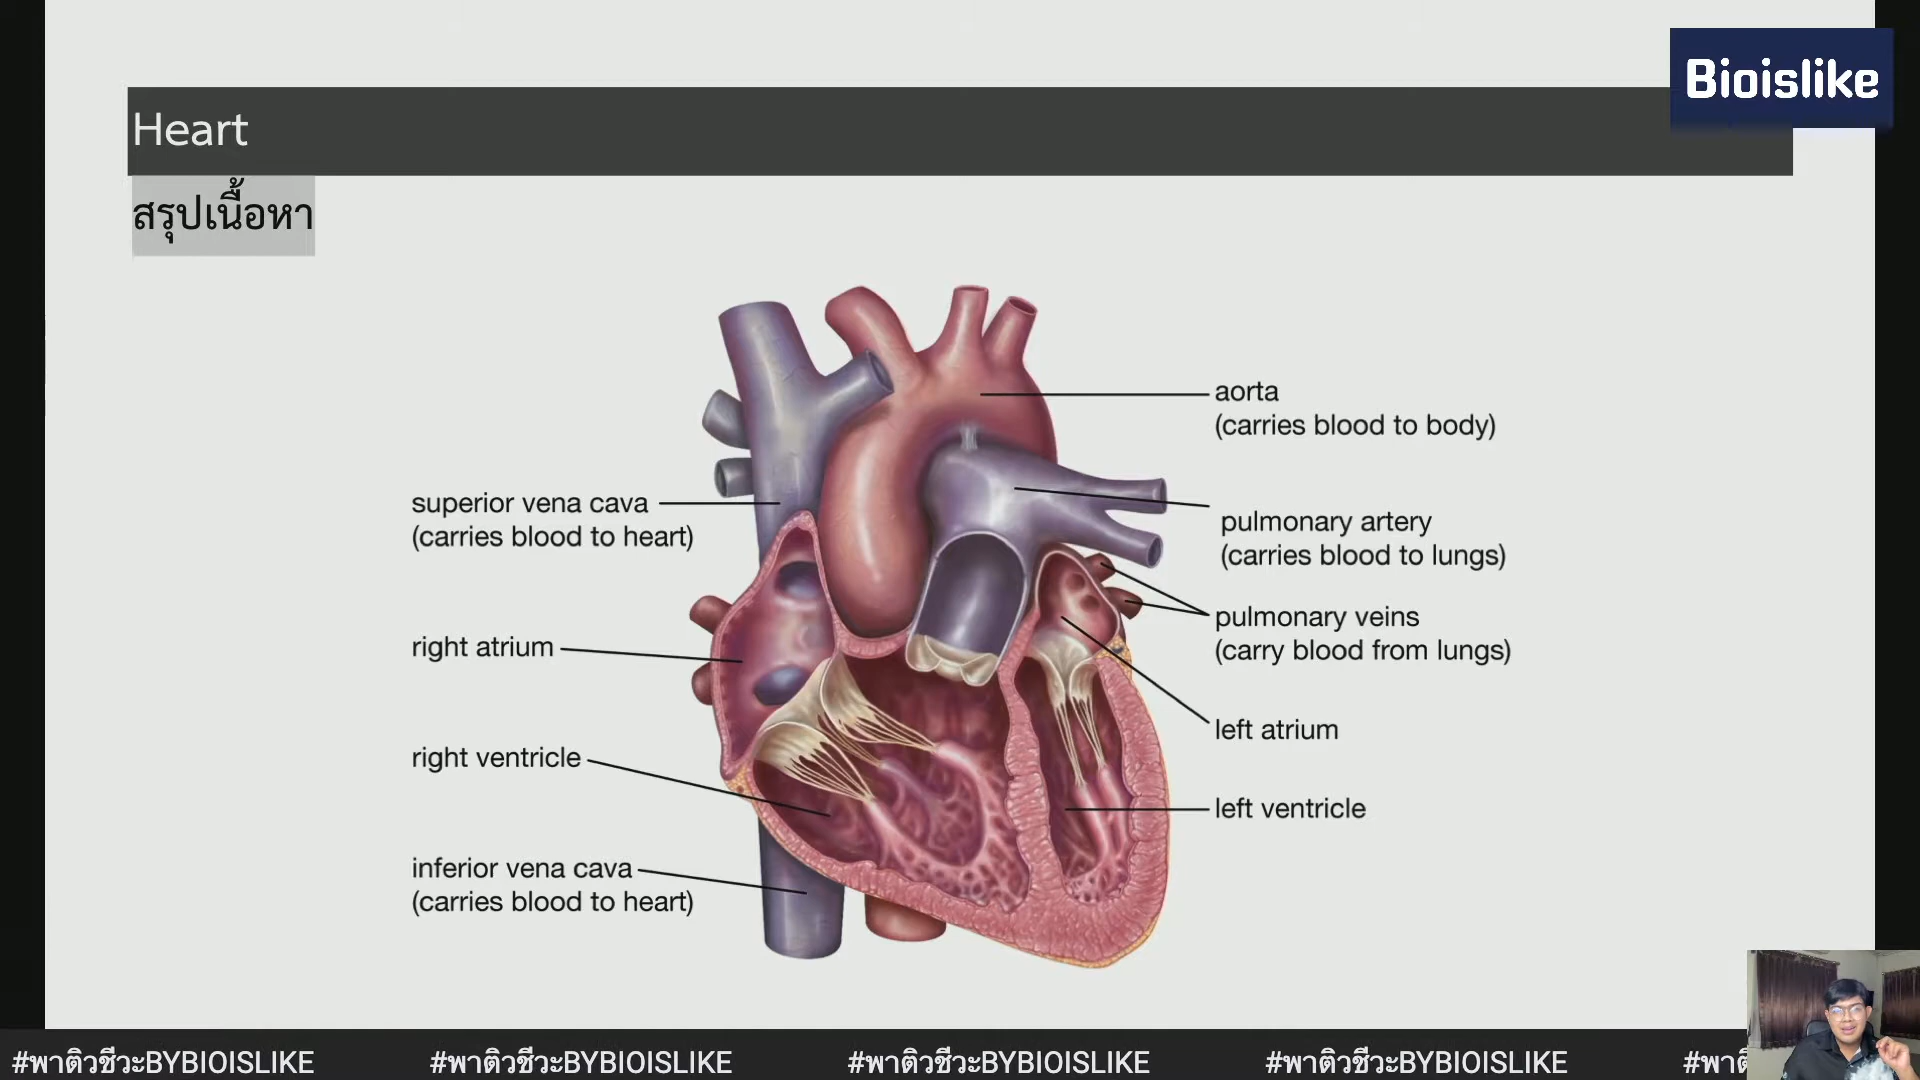 Bioislike
Heart
สรุปเนื้อหา
aorta
(carries blood to body)
superior vena cava
(carries blood to heart)
pulmonary artery
(carries blood to lungs)
pulmonary veins
(carry blood from lungs)
right atrium
left atrium
right ventricle
left ventricle
inferior vena cava
(carries blood to heart)
#พาติวชีวะBYBIOISLIKE #พาติวชีวะBYBIOISLIKE #พาติวชีวะBYBIOISLIKE #พาติวชีวะBYBIOISLIKE #พาติ